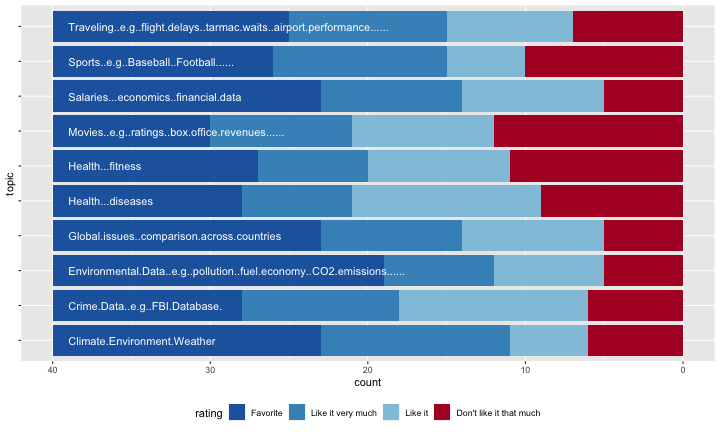 topic
Traveling..e.g..flight.delays..tarmac.waits..airport.performance......
Sports..e.g..Baseball..Football......
Salaries...economics..financial.data
Movies..e.g..ratings..box.office.revenues......
Health...fitness
Health...diseases
Global.issues..comparison.across.countries
Environmental.Data..e.g..pollution..fuel.economy..CO2.emissions......
Crime.Data..e.g..FBI.Database.
Climate.Environment.Weather
40 30 20 10 0
count
rating Favorite Like it very much Like it Don't like it that much